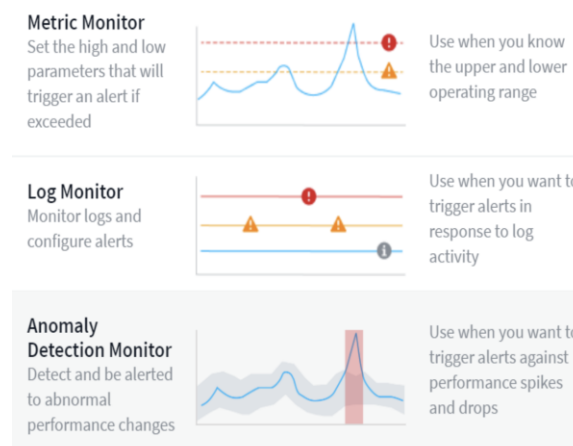 Metric Monitor
Set the high and low
parameters that will
trigger an alert if
exceeded
Use when you know
the upper and lower
operating range
Log Monitor
Monitor logs and
configure alerts
Use when you want to
trigger alerts in
response to log
activity
Anomaly
Detection Monitor
Detect and be alerted
to abnormal
performance changes
Use when you want to
trigger alerts against
performance spikes
and drops